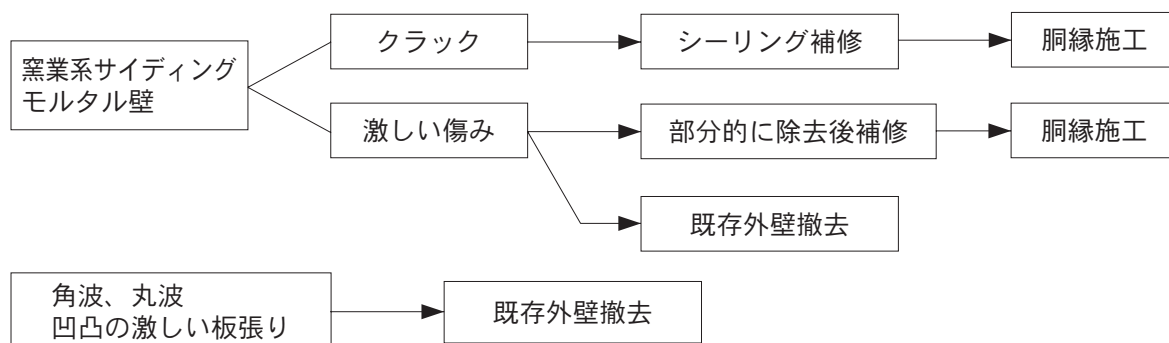 窯業系サイディング
モルタル壁
クラック
シーリング補修
胴縁施工
激しい傷み
部分的に除去後補修
胴縁施工
既存外壁撤去
角波、丸波
凹凸の激しい板張り
既存外壁撤去